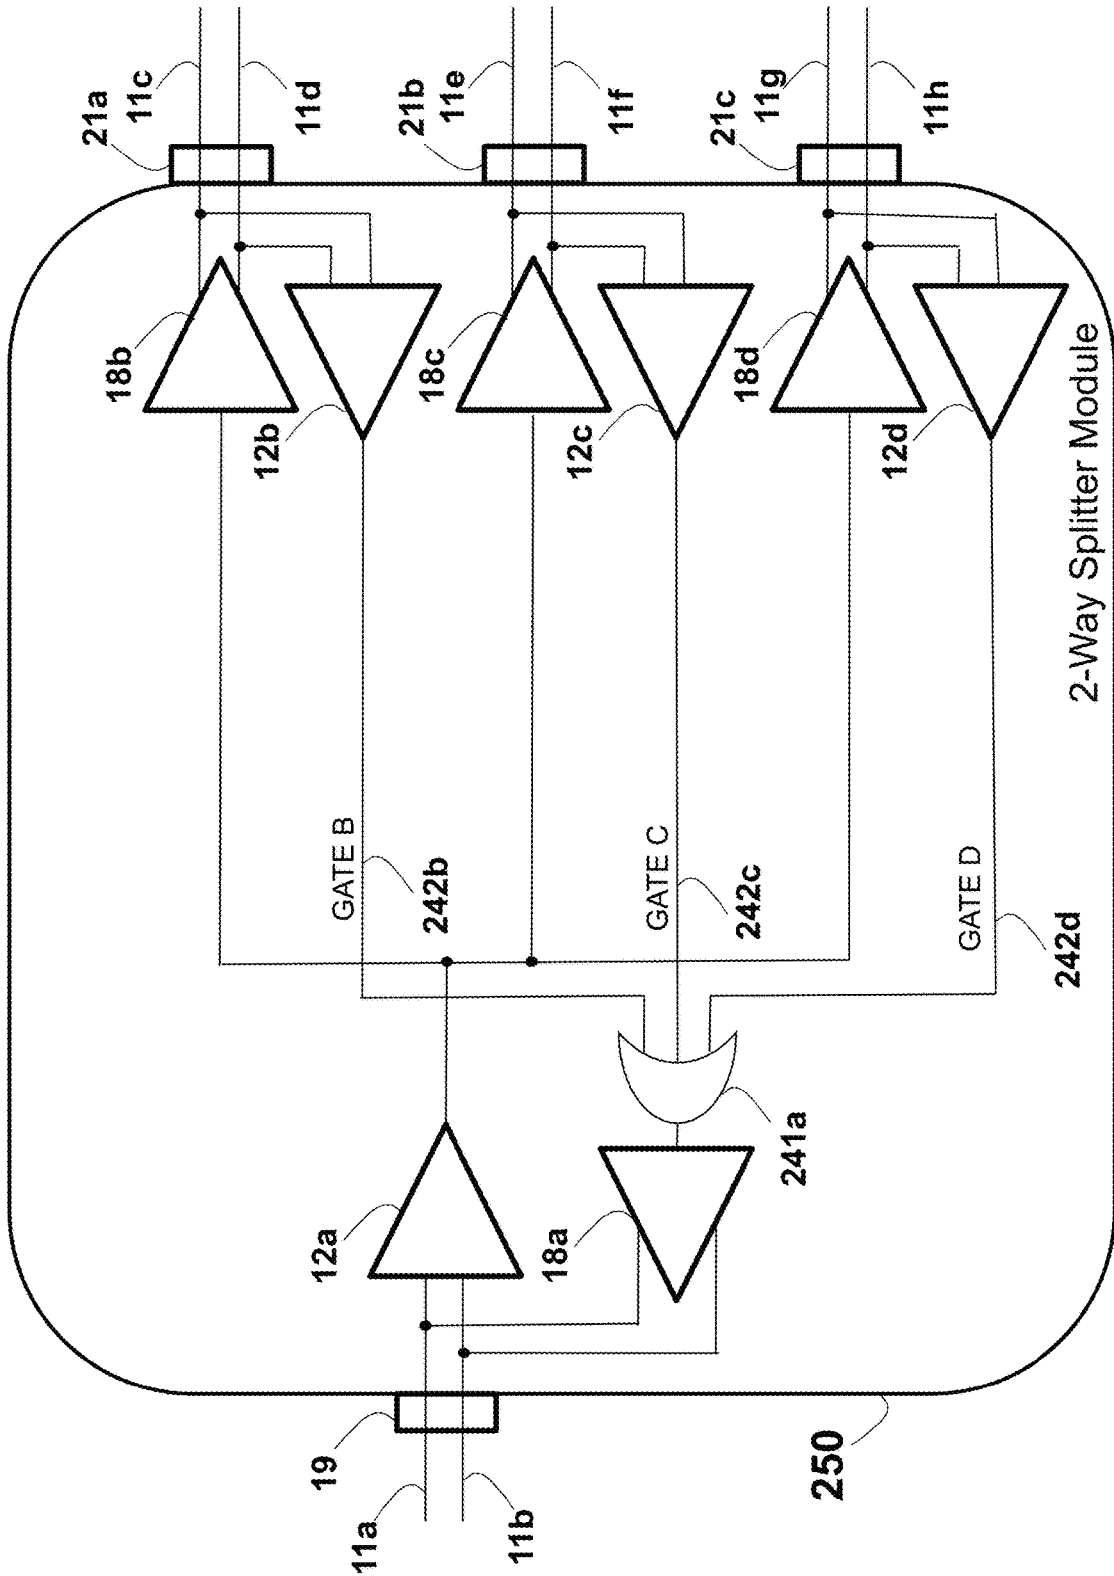 11a
11b
19
250
12a
18a
241a
GATE B
242b
GATE C
242c
GATE D
242d
18b
12b
18c
12c
18d
12d
2-Way Splitter Module
21a
11c
11d
21b
11e
11f
21c
11g
11h